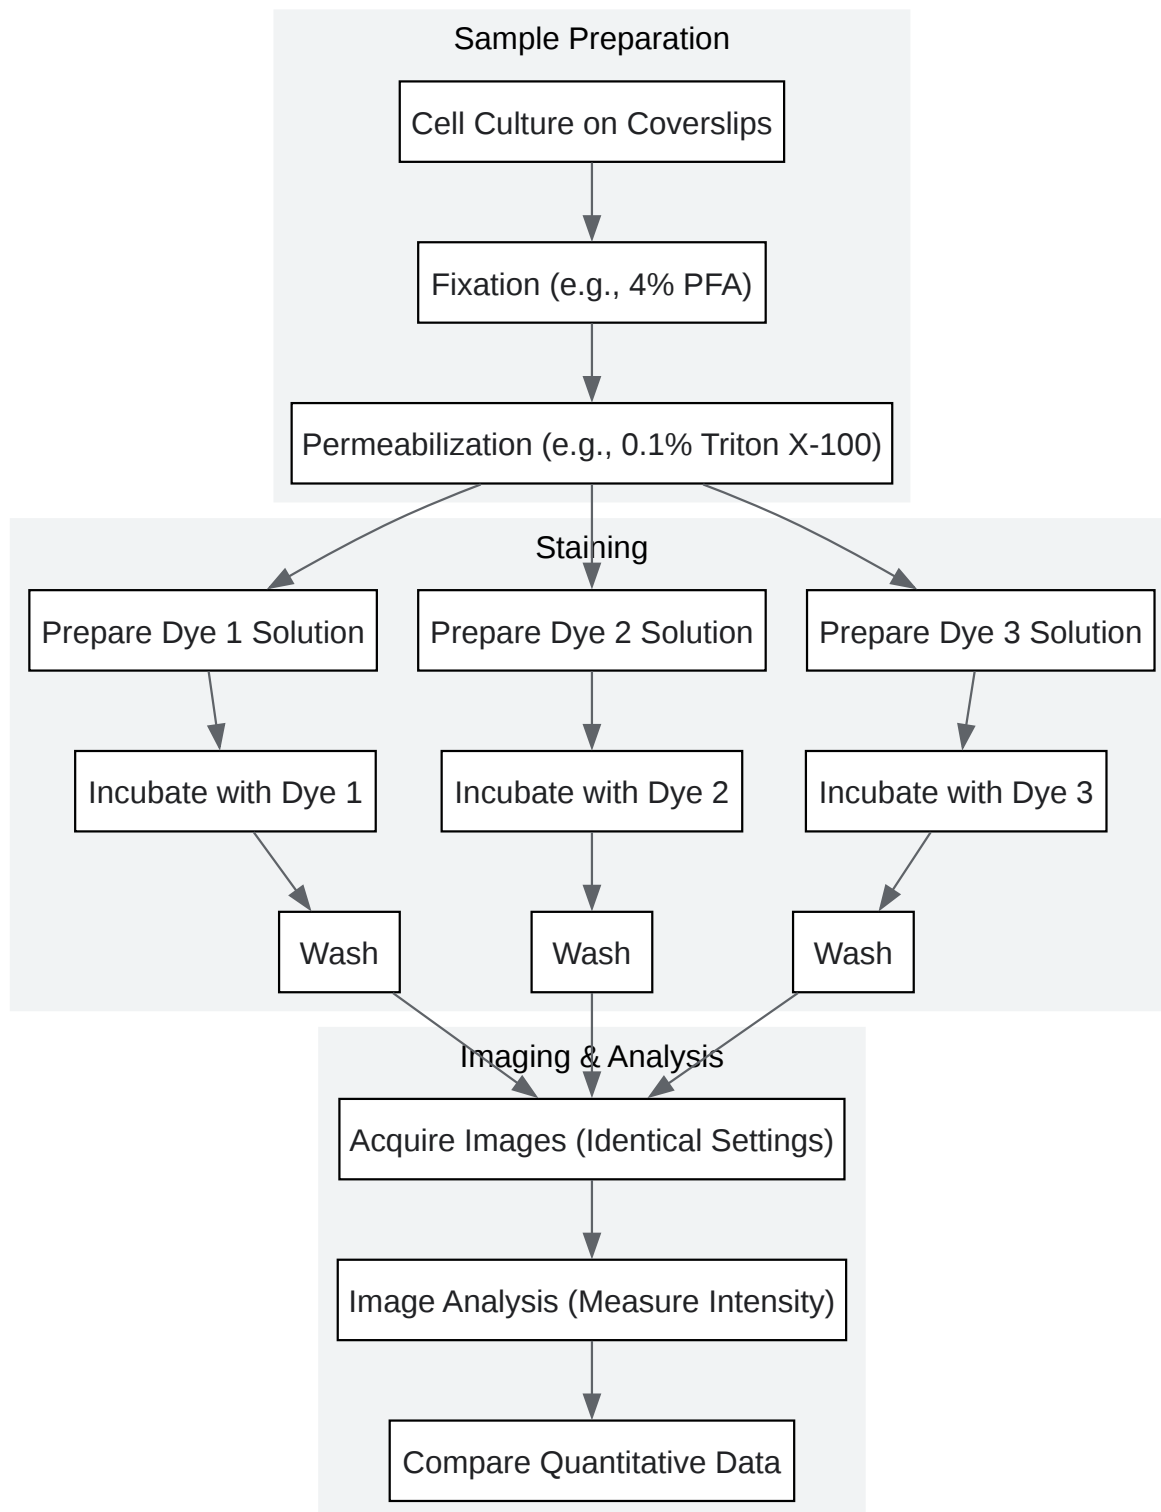 Sample Preparation
Cell Culture on Coverslips
Fixation (e.g., 4% PFA)
Permeabilization (e.g., 0.1% Triton X-100)
Staining
Prepare Dye 1 Solution
Prepare Dye 2 Solution
Prepare Dye 3 Solution
Incubate with Dye 1
Incubate with Dye 2
Incubate with Dye 3
Wash
Wash
Wash
Imaging & Analysis
Acquire Images (Identical Settings)
Image Analysis (Measure Intensity)
Compare Quantitative Data